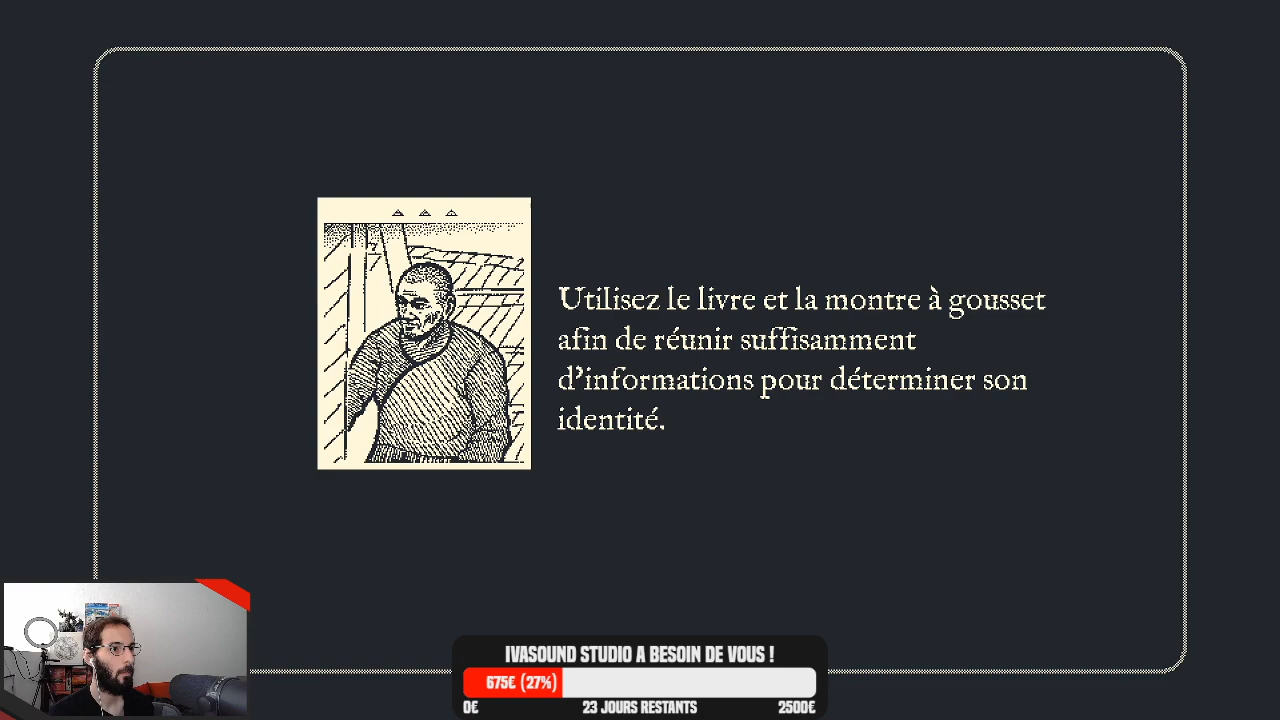 Utilisez le livre et la montre à gousset
afin de réunir suffisamment
d'informations pour déterminer son
identité.
IVASOUND STUDIO A BESOIN DE VOUS !
675€ (27%)
0€ 23 JOURS RESTANTS 2500€